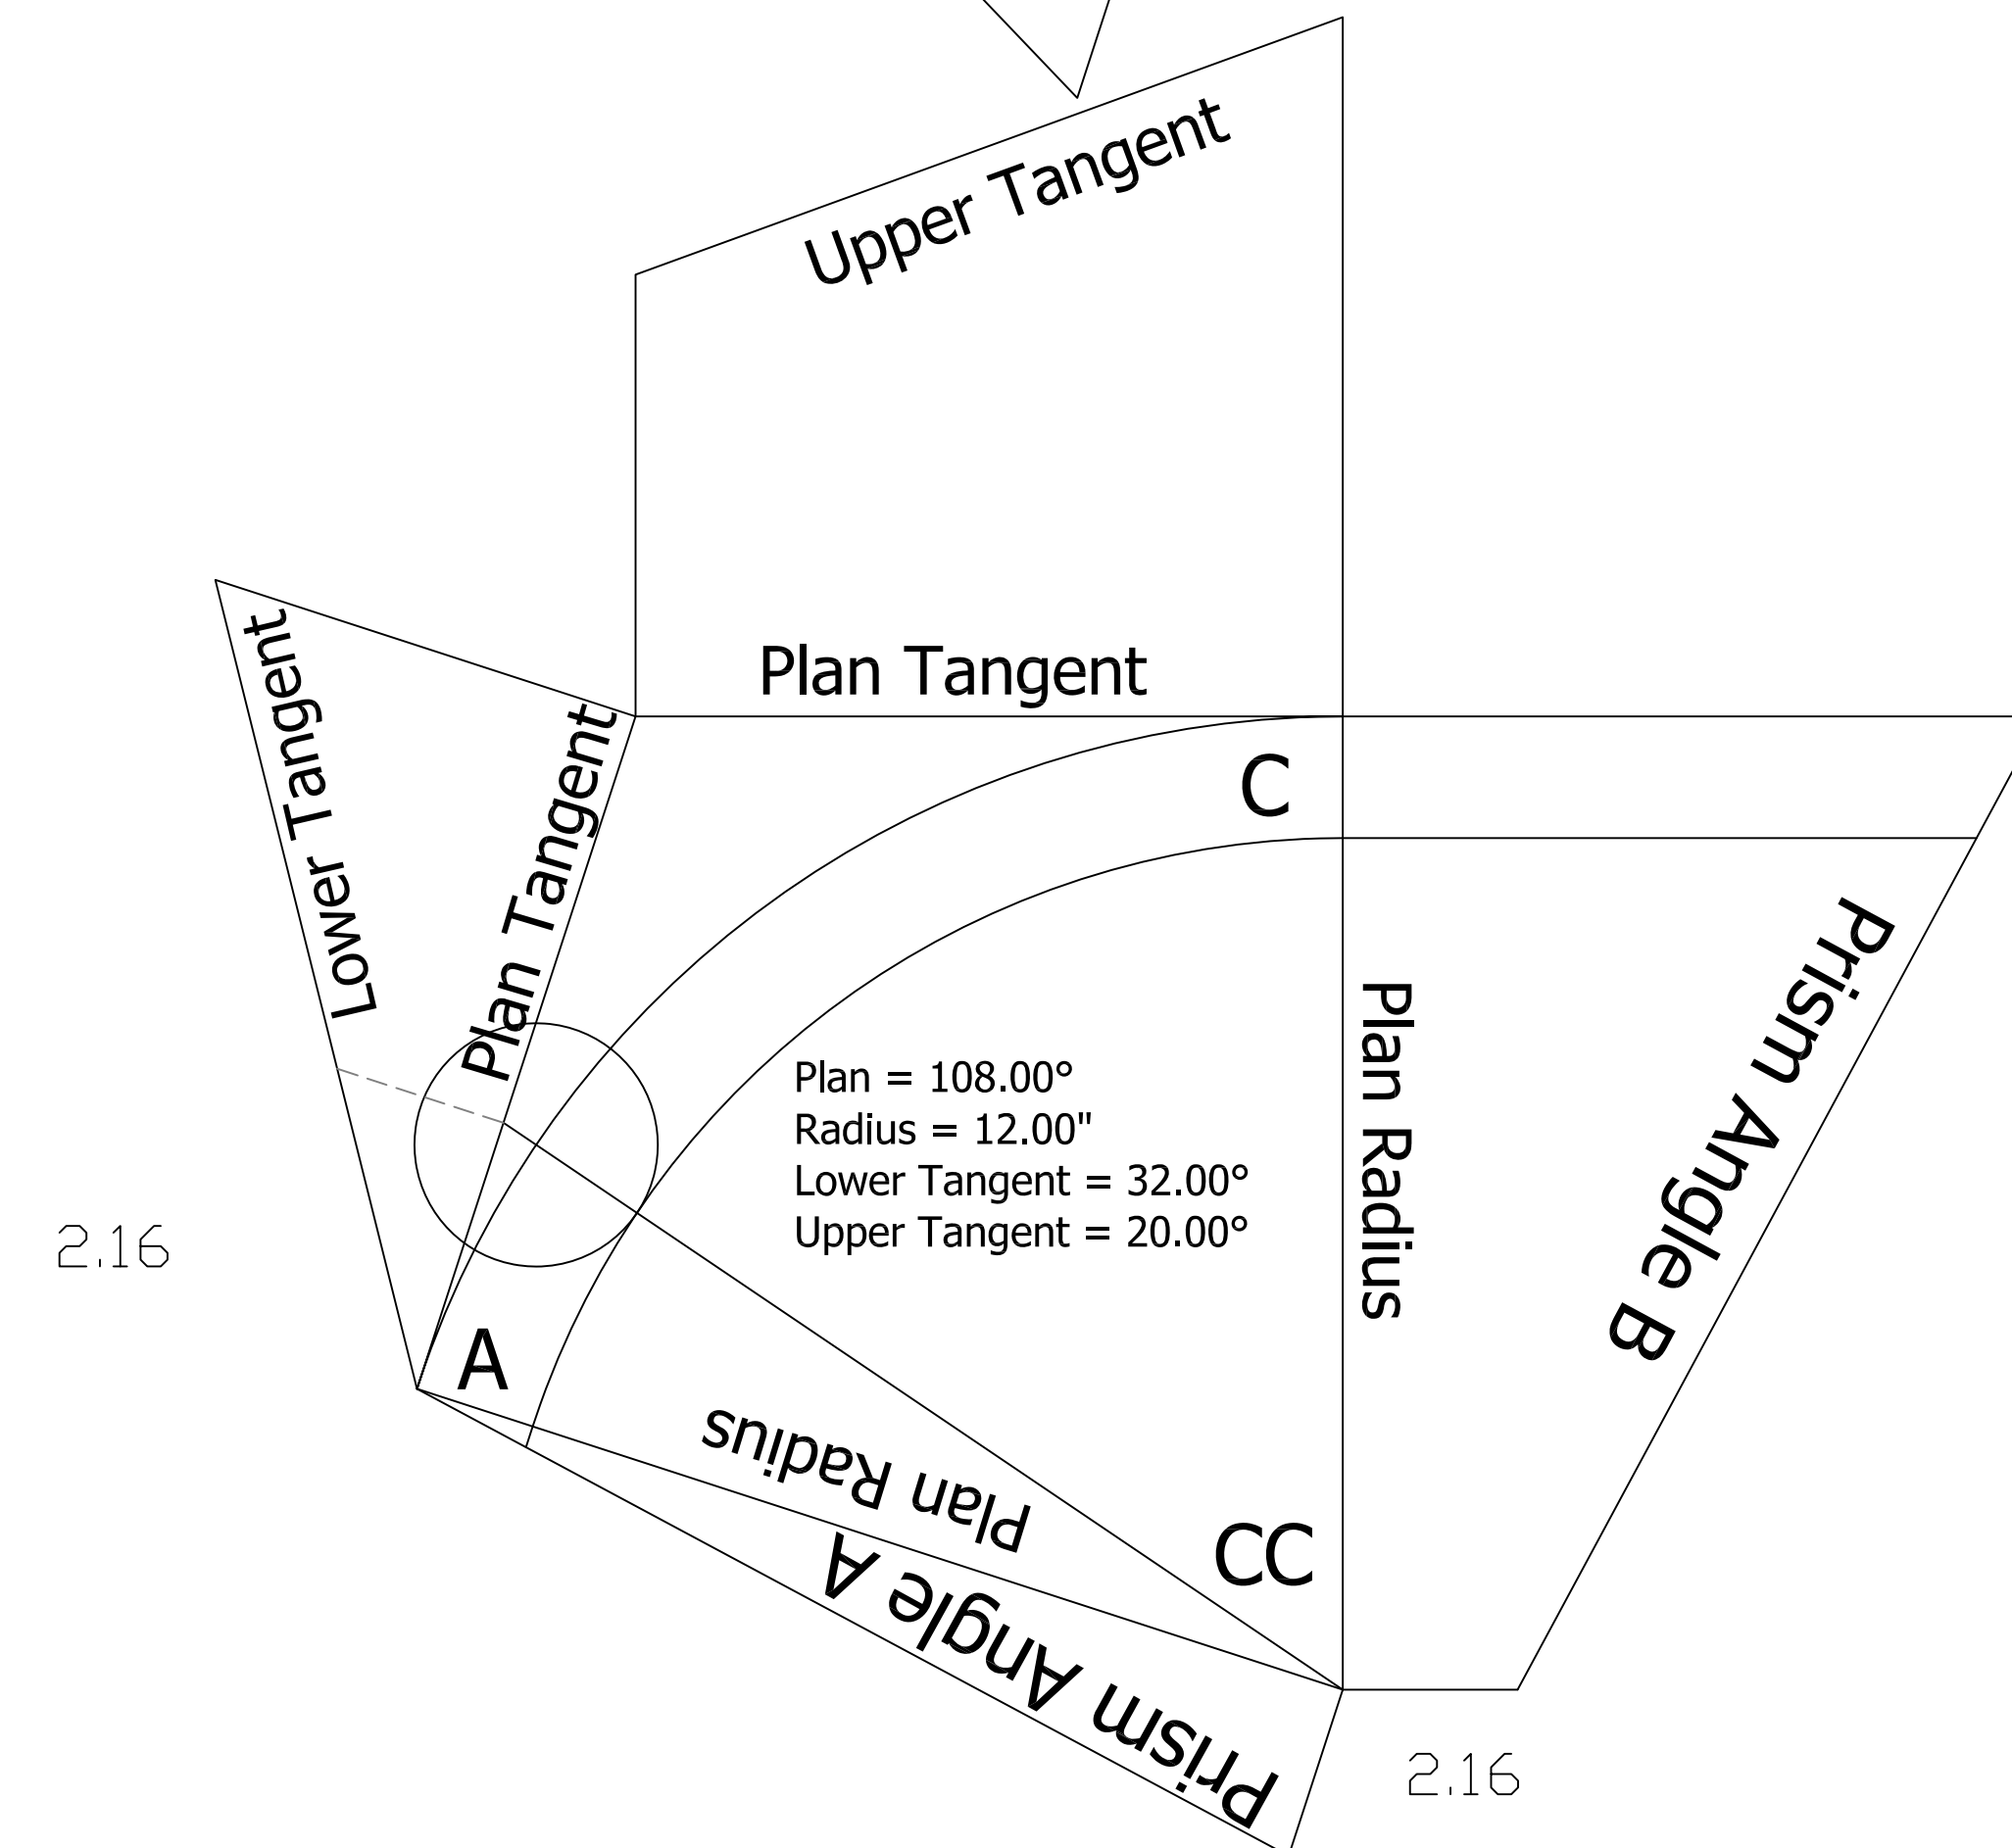 Upper Tangent
Plan Tangent
Lower Tangent
Plan Tangent
C
Plan Radius
Prism Angle B
Plan = 108.00°
Radius = 12.00"
Lower Tangent = 32.00°
Upper Tangent = 20.00°
2.16
A
Plan Radius
CC
Prism Angle A
2.16